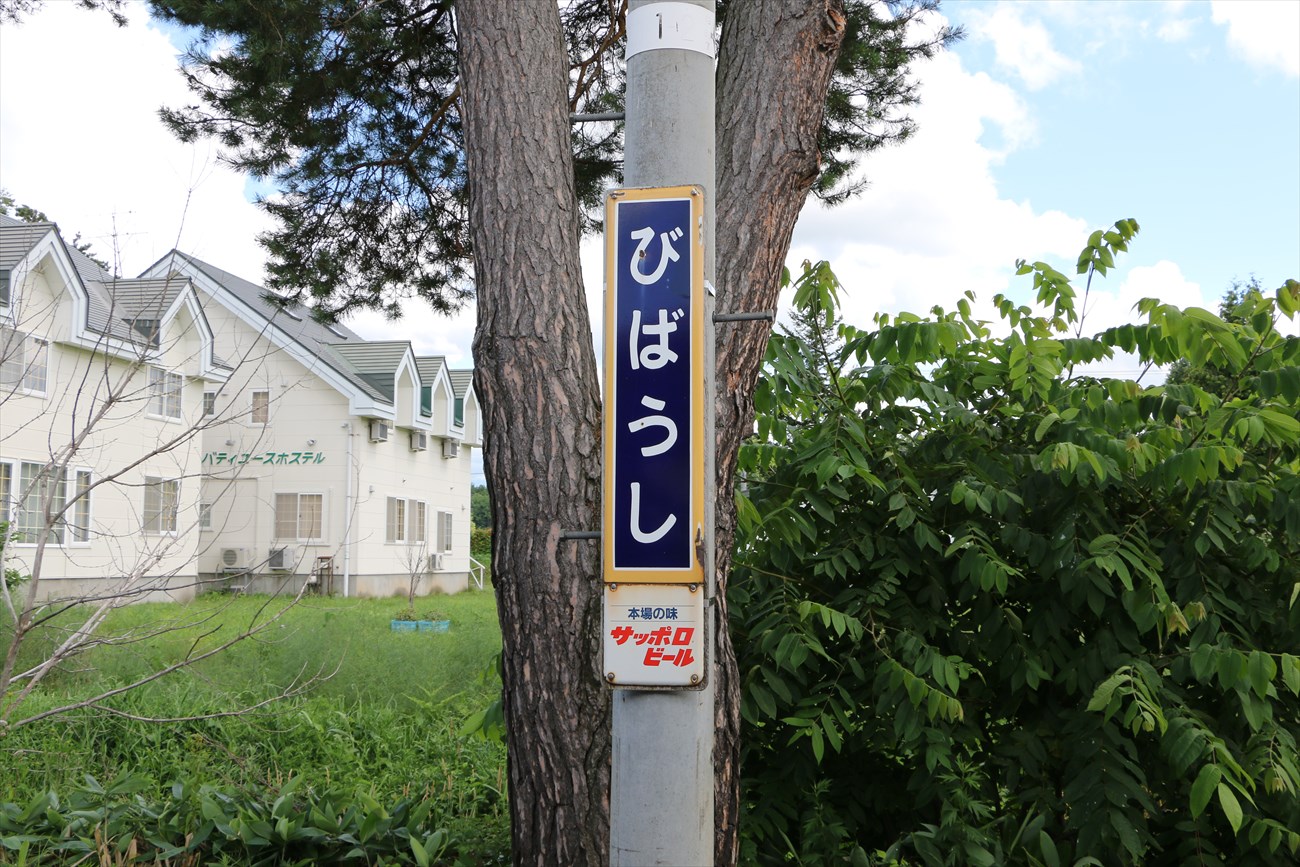 1
びばうし
本場の味
サッポロ
ビール
バティユースホステル